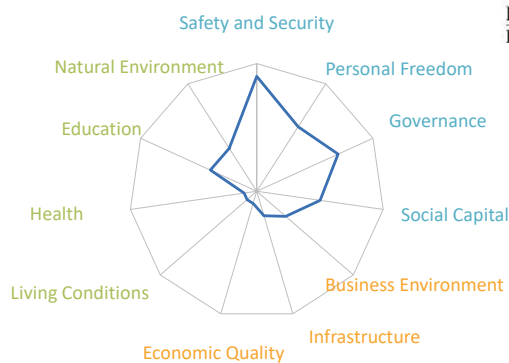 Safety and Security
Natural Environment
Personal Freedom
Education
Governance
Health
Social Capital
Living Conditions
Business Environment
Infrastructure
Economic Quality